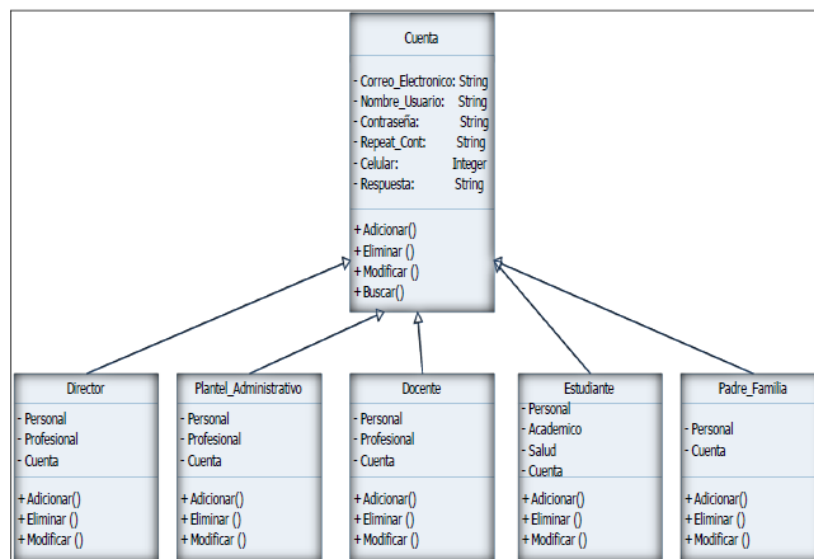 Cuenta
- Correo_Electronico: String
- Nombre_Usuario: String
- Contraseña: String
- Repeat_Cont: String
- Celular: Integer
- Respuesta: String
+ Adicionar()
+ Eliminar ()
+ Modificar ()
+ Buscar()
Director
- Personal
- Profesional
- Cuenta
+ Adicionar()
+ Eliminar ()
+ Modificar ()
Plantel_Administrativo
- Personal
- Profesional
- Cuenta
+ Adicionar()
+ Eliminar ()
+ Modificar ()
Docente
- Personal
- Profesional
- Cuenta
+ Adicionar()
+ Eliminar ()
+ Modificar ()
Estudiante
- Personal
- Academico
- Salud
- Cuenta
+ Adicionar()
+ Eliminar ()
+ Modificar ()
Padre_Familia
- Personal
- Cuenta
+ Adicionar()
+ Eliminar ()
+ Modificar ()